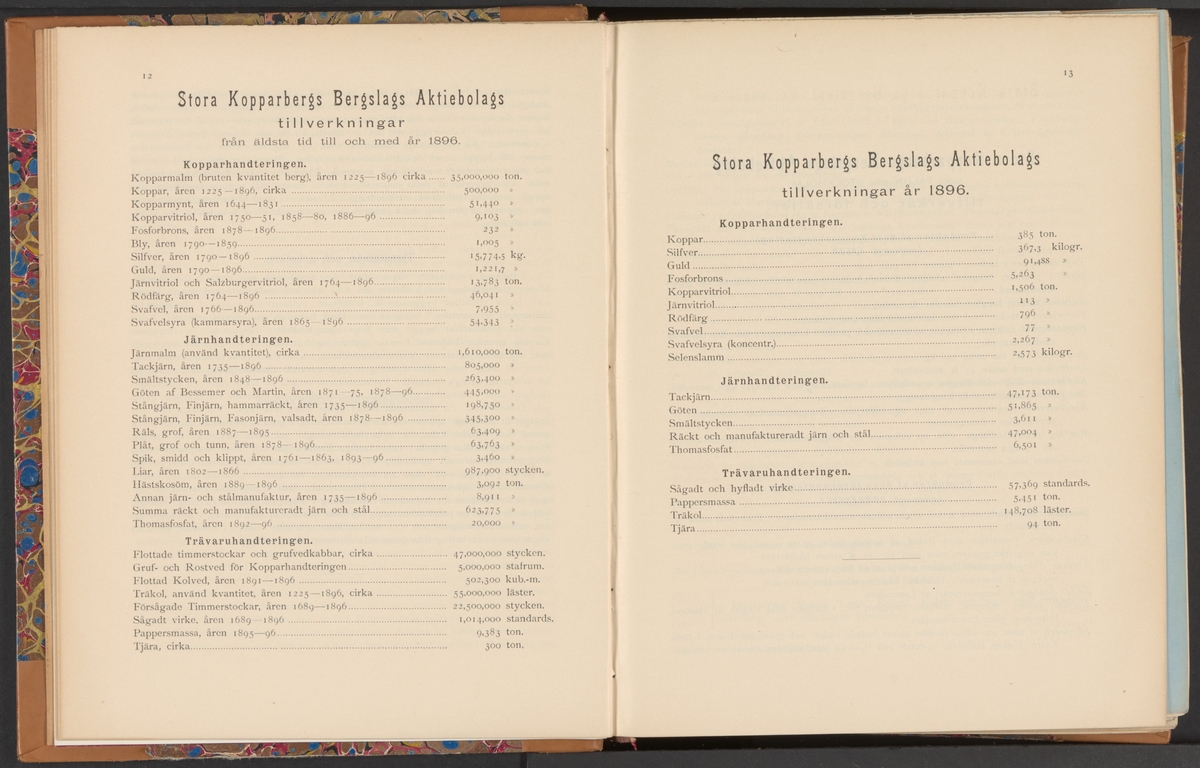 12
Stora Kopparbergs Bergslags Aktiebolags
tillverkningar
från äldsta tid till och med år 1896.
Kopparhandteringen.
Kopparmalm (bruten kvantitet berg), åren 1225—1896 cirka ...... 35,000,000 ton.
Koppar, åren 1225—1896, cirka ...... 500,000 »
Kopparmynt, åren 1644—1831 ...... 51,440 »
Kopparvitriol, åren 1750—51, 1858—80, 1886—96 ...... 9,103 »
Fosforbrons, åren 1878—1896 ...... 232 »
Bly, åren 1790—1859 ...... 1,005 »
Silfver, åren 1790—1896 ...... 15,774,5 kg.
Guld, åren 1790—1896 ...... 1,221,7 »
Järnvitriol och Salzburgervitriol, åren 1764—1896 ...... 13,783 ton.
Rödfärg, åren 1764—1896 ...... 46,041 »
Svafvel, åren 1766—1896 ...... 7,955 »
Svafvelsyra (kammarsyra), åren 1865—1896 ...... 54,343 »
Järnhandteringen.
Järnmalm (använd kvantitet), cirka ...... 1,610,000 ton.
Tackjärn, åren 1735—1896 ...... 805,000 »
Smältstycken, åren 1848—1896 ...... 263,400 »
Göten af Bessemer och Martin, åren 1871—75, 1878—96 ...... 445,000 »
Stångjärn, Finjärn, hammarräckt, åren 1735—1896 ...... 198,750 »
Stångjärn, Finjärn, Fasonjärn, valsadt, åren 1878—1896 ...... 345,300 »
Räls, grof, åren 1887—1895 ...... 63,409 »
Plåt, grof och tunn, åren 1878—1896 ...... 63,763 »
Spik, smidd och klippt, åren 1761—1863, 1893—96 ...... 3,460 »
Liar, åren 1802—1866 ...... 987,900 stycken.
Hästskosöm, åren 1889—1896 ...... 3,092 ton.
Annan järn- och stålmanufaktur, åren 1735—1896 ...... 8,911 »
Summa räckt och manufaktureradt järn och stål ...... 623,775 »
Thomasfosfat, åren 1892—96 ...... 20,000 »
Trävaruhandteringen.
Flottade timmerstockar och grufvedkabbar, cirka ...... 47,000,000 stycken.
Gruf- och Rostved för Kopparhandteringen ...... 5,000,000 stafrum.
Flottad Kolved, åren 1891—1896 ...... 502,300 kub.-m.
Träkol, använd kvantitet, åren 1225—1896, cirka ...... 55,000,000 läster.
Försågade Timmerstockar, åren 1689—1896 ...... 22,500,000 stycken.
Sågadt virke, åren 1689—1896 ...... 1,014,000 standards.
Pappersmassa, åren 1895—96 ...... 9,383 ton.
Tjära, cirka ...... 300 ton.
13
Stora Kopparbergs Bergslags Aktiebolags
tillverkningar år 1896.
Kopparhandteringen.
Koppar ...... 385 ton.
Silfver ...... 367,3 kilogr.
Guld ...... 91,488 »
Fosforbrons ...... 5,263 »
Kopparvitriol ...... 1,506 ton.
Järnvitriol ...... 113 »
Rödfärg ...... 796 »
Svafvel ...... 77 »
Svafvelsyra (koncentr.) ...... 2,267 »
Selenslamm ...... 2,573 kilogr.
Järnhandteringen.
Tackjärn ...... 47,173 ton.
Göten ...... 51,865 »
Smältstycken ...... 3,611 »
Räckt och manufaktureradt järn och stål ...... 47,004 »
Thomasfosfat ...... 6,501 »
Trävaruhandteringen.
Sågadt och hyfladt virke ...... 57,369 standards.
Pappersmassa ...... 5,451 ton.
Träkol ...... 148,708 läster.
Tjära ...... 94 ton.